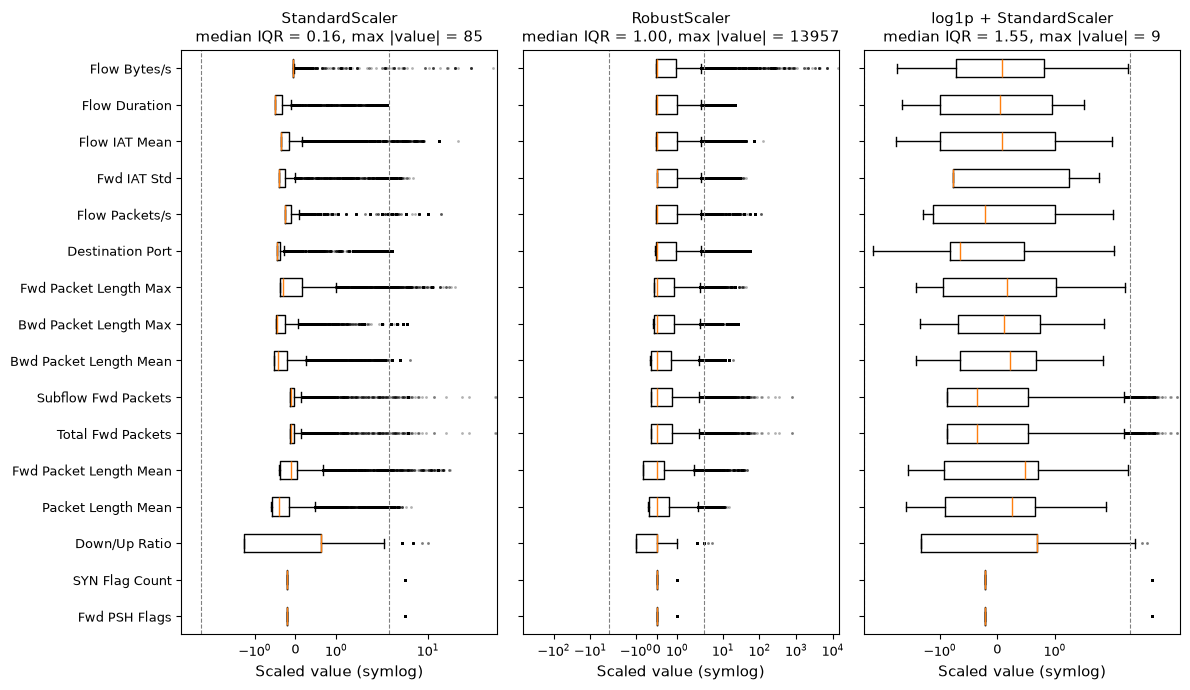 StandardScaler
median IQR = 0.16, max |value| = 85
RobustScaler
median IQR = 1.00, max |value| = 13957
log1p + StandardScaler
median IQR = 1.55, max |value| = 9
Flow Bytes/s
Flow Duration
Flow IAT Mean
Fwd IAT Std
Flow Packets/s
Destination Port
Fwd Packet Length Max
Bwd Packet Length Max
Bwd Packet Length Mean
Subflow Fwd Packets
Total Fwd Packets
Fwd Packet Length Mean
Packet Length Mean
Down/Up Ratio
SYN Flag Count
Fwd PSH Flags
−10⁰ 0 10⁰ 10¹
Scaled value (symlog)
−10² −10¹ −10⁰ 0 10⁰ 10¹ 10² 10³ 10⁴
Scaled value (symlog)
−10⁰ 0 10⁰
Scaled value (symlog)